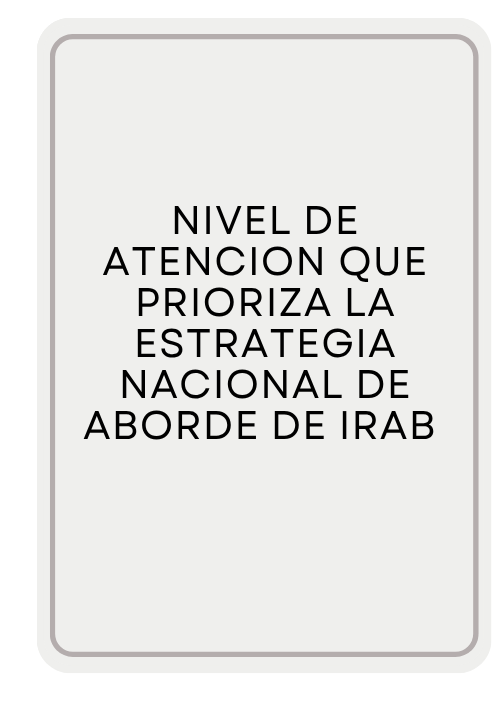 NIVEL DE
ATENCION QUE
PRIORIZA LA
ESTRATEGIA
NACIONAL DE
ABORDE DE IRAB